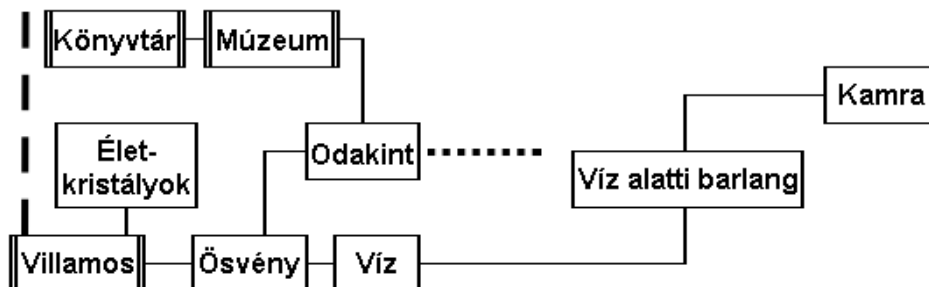 Könyvtár
Múzeum
Kamra
Élet-
kristályok
Odakint
Víz alatti barlang
Villamos
Ösvény
Víz